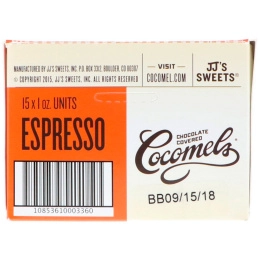 MANUFACTURED BY JJ'S SWEETS, INC. P.O. BOX 332, BOULDER, CO 80307
© COPYRIGHT 2015. JJ'S SWEETS, INC. ALL RIGHTS RESERVED
VISIT
COCOMEL.COM
JJ'S
SWEETS®
15 x 1 oz. UNITS
ESPRESSO
CHOCOLATE
COVERED
Cocomels
BB09/15/18
10853610003360